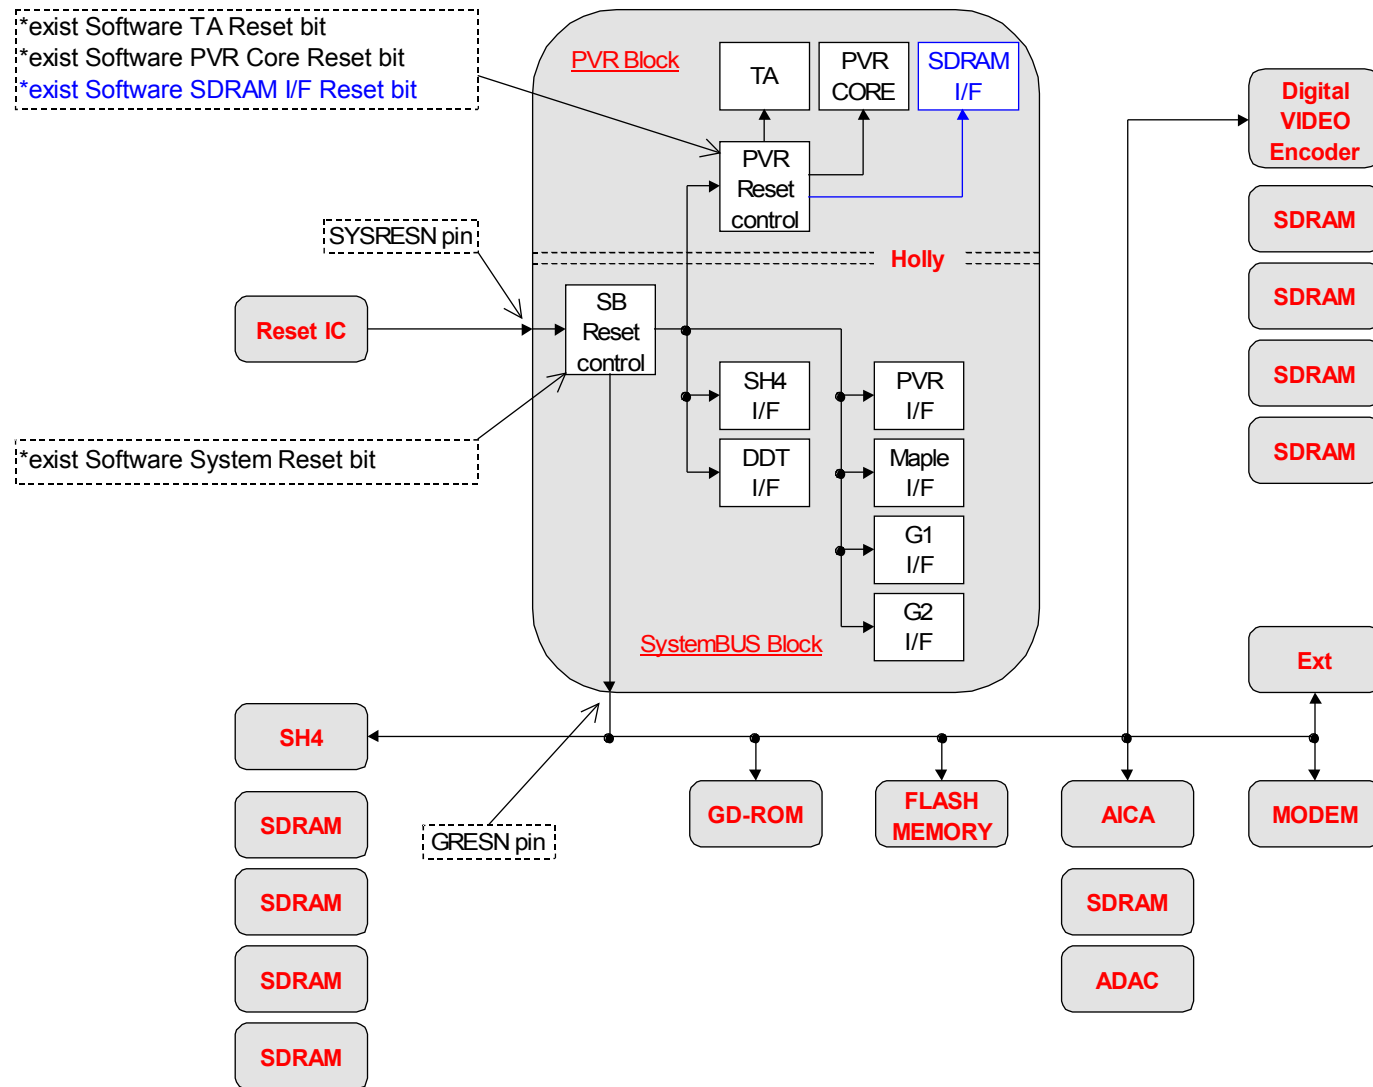 *exist Software TA Reset bit
*exist Software PVR Core Reset bit
*exist Software SDRAM I/F Reset bit
PVR Block
TA
PVR
CORE
SDRAM
I/F
Digital
VIDEO
Encoder
PVR
Reset
control
SDRAM
SYSRESN pin
Holly
SDRAM
Reset IC
SB
Reset
control
SDRAM
SH4
I/F
PVR
I/F
*exist Software System Reset bit
DDT
I/F
Maple
I/F
SDRAM
G1
I/F
G2
I/F
SystemBUS Block
Ext
SH4
GD-ROM
FLASH
MEMORY
AICA
MODEM
SDRAM
GRESN pin
SDRAM
SDRAM
SDRAM
ADAC
SDRAM